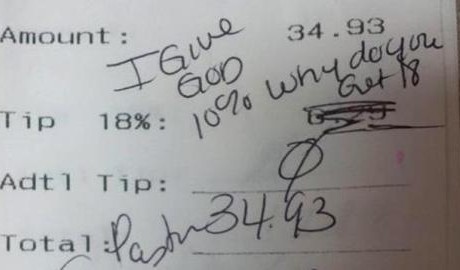 Amount: 34.93
I Give
God
10% Why do you
Get 18
Tip 18%:
Adtl Tip:
Total: Pastor 34.93